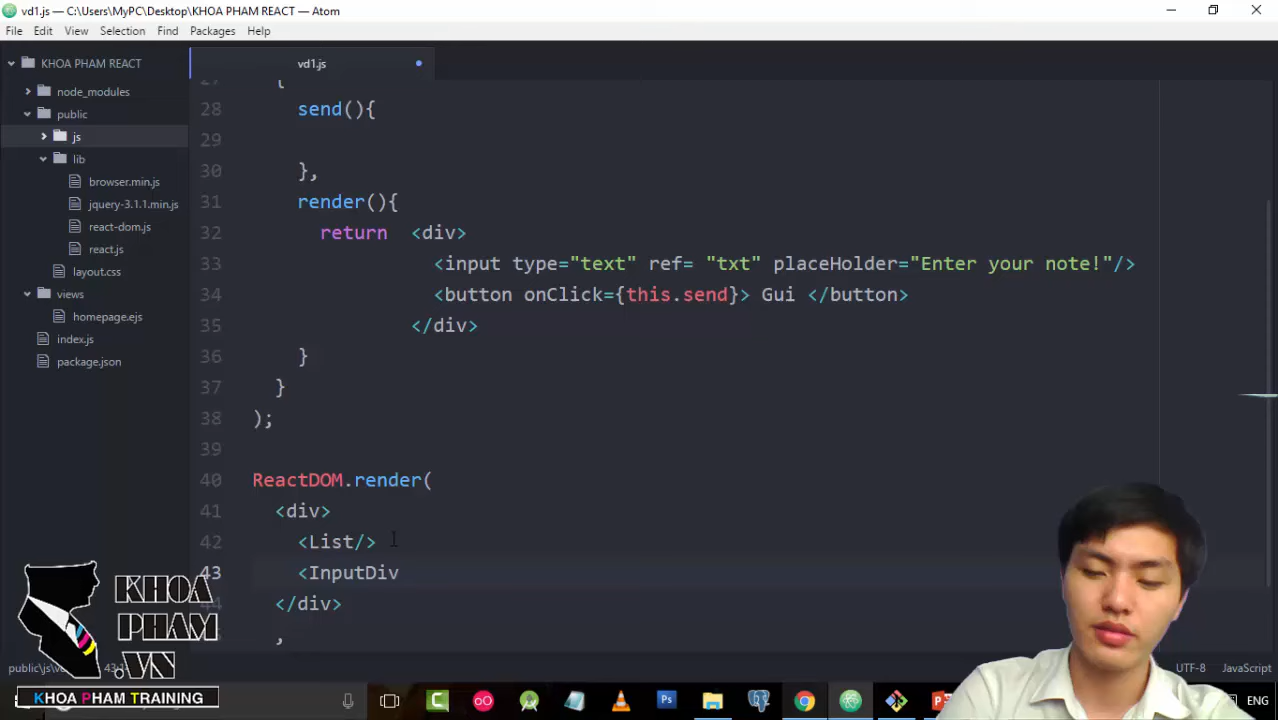 vd1.js — C:\Users\MyPC\Desktop\KHOA PHAM REACT — Atom
File Edit View Selection Find Packages Help
KHOA PHAM REACT
vd1.js
node_modules
public
js
lib
browser.min.js
jquery-3.1.1.min.js
react-dom.js
react.js
layout.css
views
homepage.ejs
index.js
package.json
27 {
28 send(){
29
30 },
31 render(){
32 return <div>
33 <input type="text" ref= "txt" placeHolder="Enter your note!"/>
34 <button onClick={this.send}> Gui </button>
35 </div>
36 }
37 }
38 );
39
40 ReactDOM.render(
41 <div>
42 <List/>
43 <InputDiv
44 </div>
,
KHOA
PHAM
.VN
KHOA PHAM TRAINING
UTF-8 JavaScript
ENG